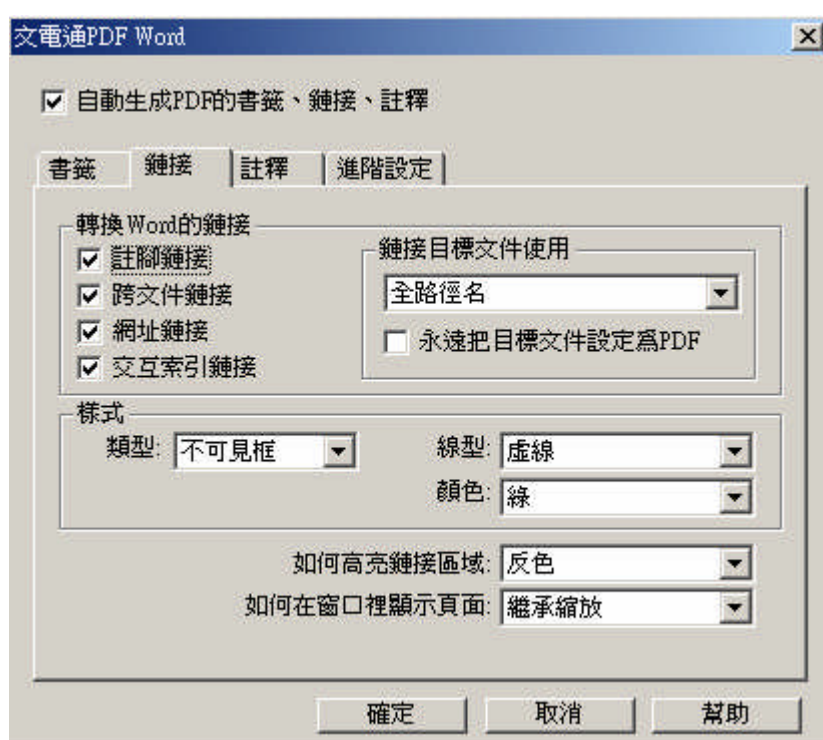 文電通PDF Word
自動生成PDF的書籤、鏈接、註釋
書籤 鏈接 註釋 進階設定
轉換Word的鏈接
註腳鏈接
跨文件鏈接
網址鏈接
交互索引鏈接
鏈接目標文件使用
全路徑名
永遠把目標文件設定爲PDF
樣式
類型: 不可見框
線型: 虛線
顏色: 綠
如何高亮鏈接區域: 反色
如何在窗口裡顯示頁面: 繼承縮放
確定 取消 幫助